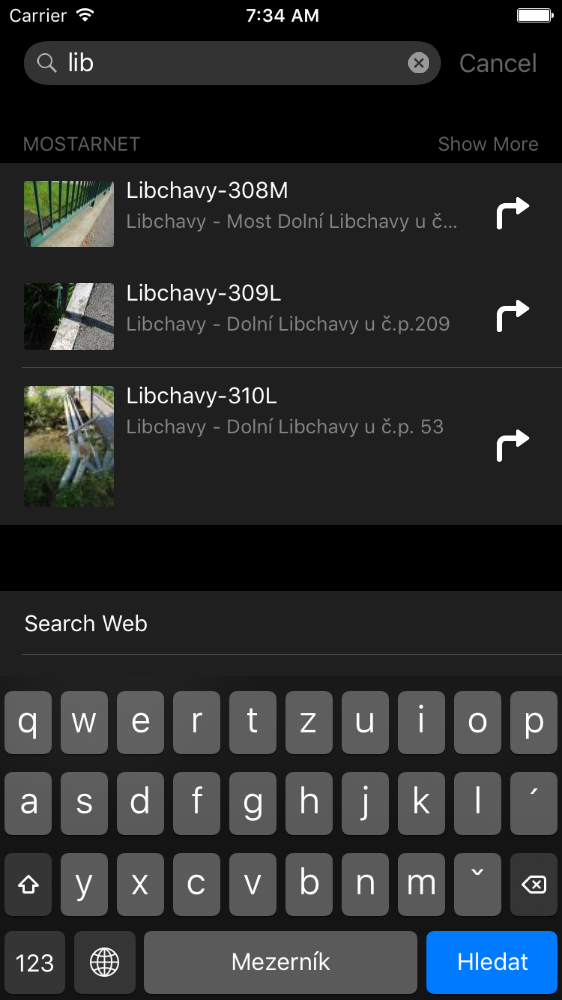 Carrier 7:34 AM
lib Cancel
MOSTARNET Show More
Libchavy-308M
Libchavy - Most Dolní Libchavy u č...
Libchavy-309L
Libchavy - Dolní Libchavy u č.p.209
Libchavy-310L
Libchavy - Dolní Libchavy u č.p. 53
Search Web
q w e r t z u i o p
a s d f g h j k l ´
y x c v b n m ˇ
123 Mezerník Hledat